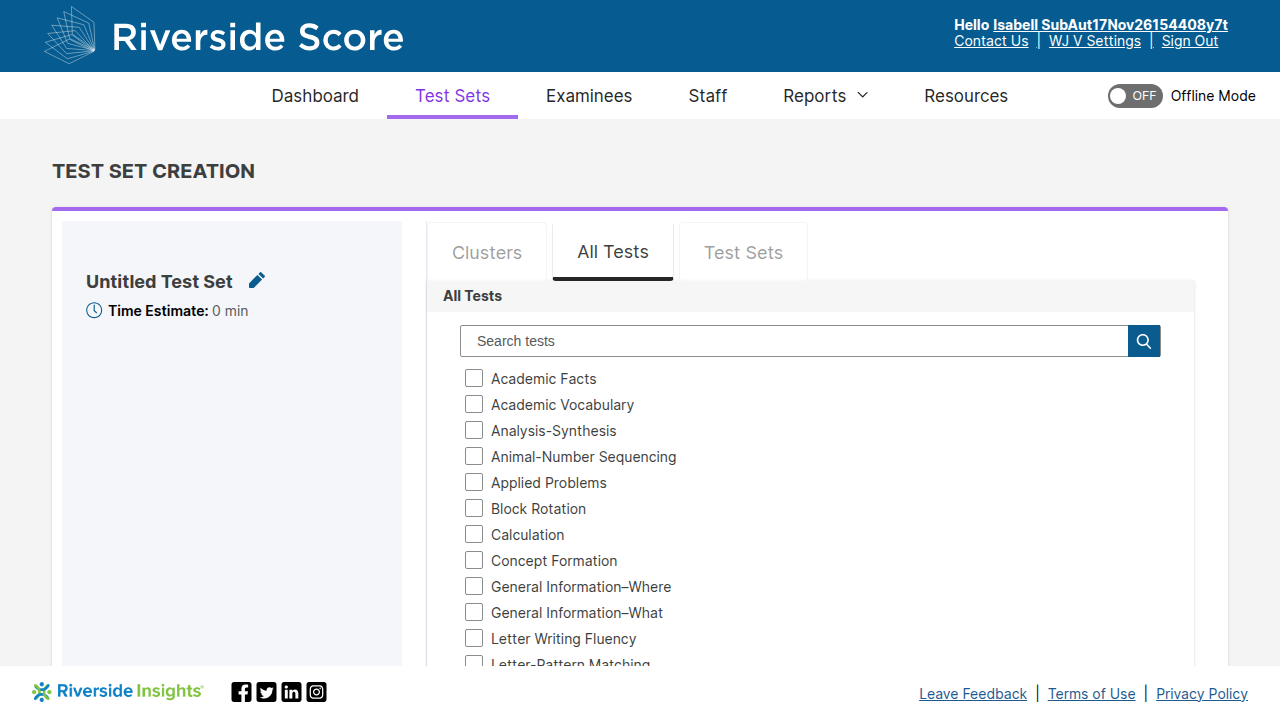 Riverside Score
Hello Isabell SubAut17Nov26154408y7t
Contact Us | WJ V Settings | Sign Out
Dashboard Test Sets Examinees Staff Reports Resources OFF Offline Mode
TEST SET CREATION
Untitled Test Set
Time Estimate: 0 min
Clusters All Tests Test Sets
All Tests
Search tests
Academic Facts
Academic Vocabulary
Analysis-Synthesis
Animal-Number Sequencing
Applied Problems
Block Rotation
Calculation
Concept Formation
General Information–Where
General Information–What
Letter Writing Fluency
Letter-Pattern Matching
Riverside Insights
Leave Feedback | Terms of Use | Privacy Policy